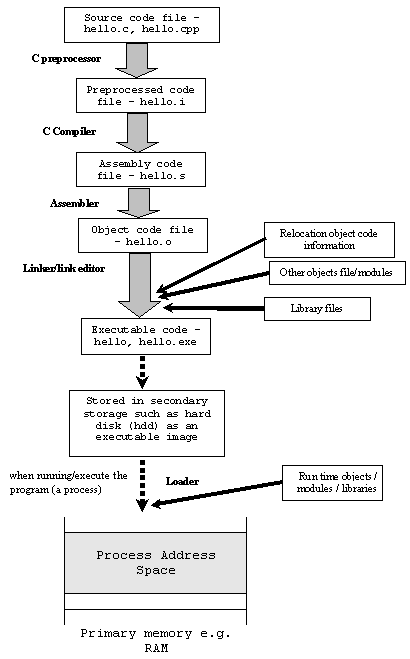 Source code file -
hello.c, hello.cpp
C preprocessor
Preprocessed code
file - hello.i
C Compiler
Assembly code
file - hello.s
Assembler
Object code file
- hello.o
Relocation object code
information
Linker/link editor
Other objects file/modules
Library files
Executable code -
hello, hello.exe
Stored in secondary
storage such as hard
disk (hdd) as an
executable image
when running/execute the
program (a process)
Loader
Run time objects /
modules / libraries
Process Address
Space
Primary memory e.g.
RAM